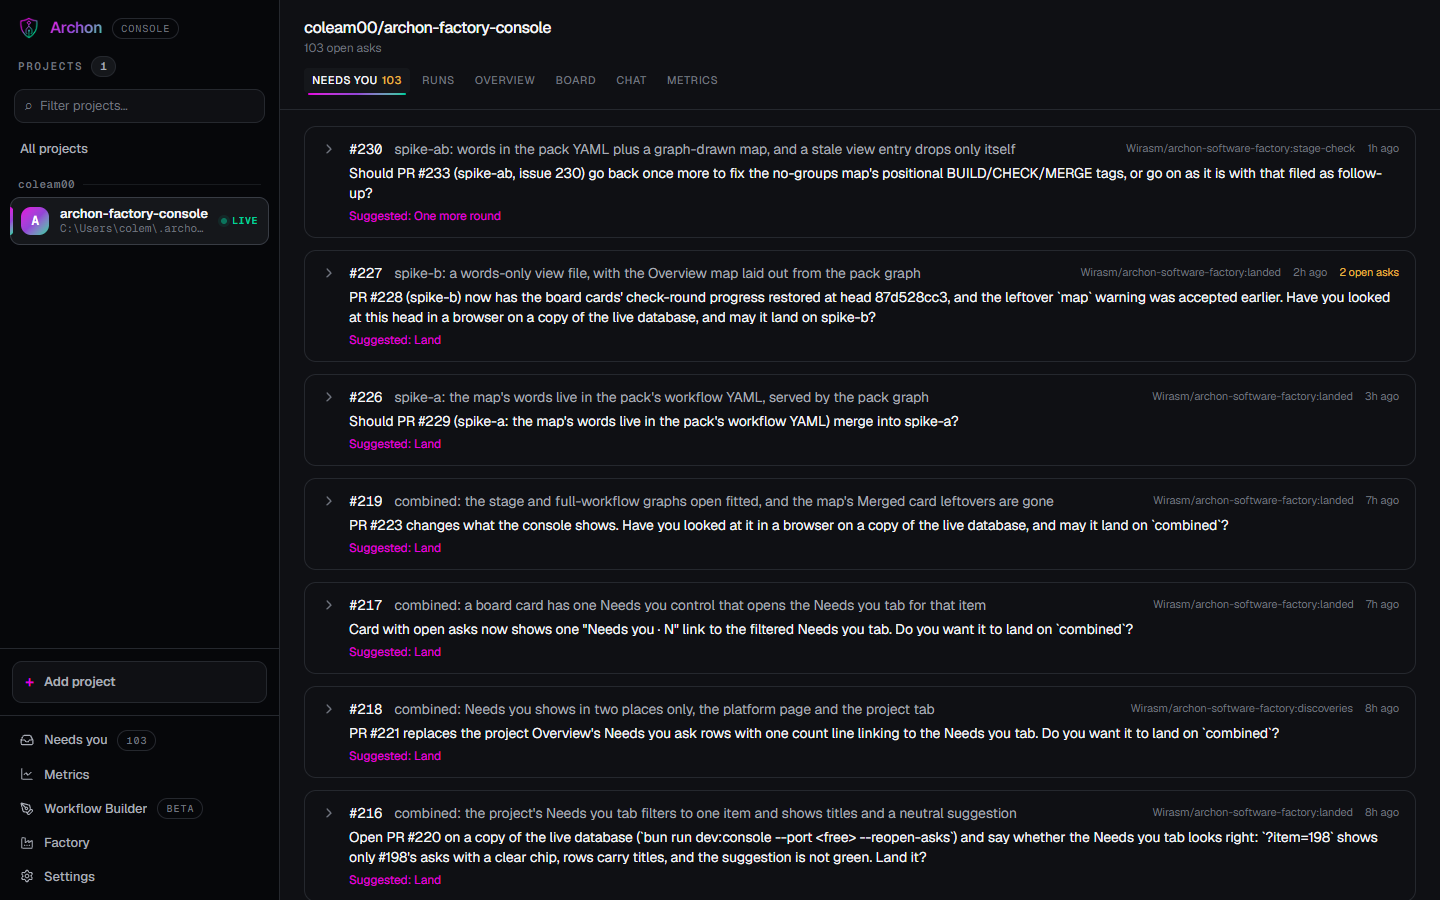 Archon CONSOLE
PROJECTS 1
Filter projects...
All projects
coleam00
A archon-factory-console LIVE
C:\Users\colem\.archo…
+ Add project
Needs you 103
Metrics
Workflow Builder BETA
Factory
Settings
coleam00/archon-factory-console
103 open asks
NEEDS YOU 103 RUNS OVERVIEW BOARD CHAT METRICS
#230 spike-ab: words in the pack YAML plus a graph-drawn map, and a stale view entry drops only itself Wirasm/archon-software-factory:stage-check 1h ago
Should PR #233 (spike-ab, issue 230) go back once more to fix the no-groups map's positional BUILD/CHECK/MERGE tags, or go on as it is with that filed as follow-
up?
Suggested: One more round
#227 spike-b: a words-only view file, with the Overview map laid out from the pack graph Wirasm/archon-software-factory:landed 2h ago 2 open asks
PR #228 (spike-b) now has the board cards' check-round progress restored at head 87d528cc3, and the leftover `map` warning was accepted earlier. Have you looked
at this head in a browser on a copy of the live database, and may it land on spike-b?
Suggested: Land
#226 spike-a: the map's words live in the pack's workflow YAML, served by the pack graph Wirasm/archon-software-factory:landed 3h ago
Should PR #229 (spike-a: the map's words live in the pack's workflow YAML) merge into spike-a?
Suggested: Land
#219 combined: the stage and full-workflow graphs open fitted, and the map's Merged card leftovers are gone Wirasm/archon-software-factory:landed 7h ago
PR #223 changes what the console shows. Have you looked at it in a browser on a copy of the live database, and may it land on `combined`?
Suggested: Land
#217 combined: a board card has one Needs you control that opens the Needs you tab for that item Wirasm/archon-software-factory:landed 7h ago
Card with open asks now shows one "Needs you · N" link to the filtered Needs you tab. Do you want it to land on `combined`?
Suggested: Land
#218 combined: Needs you shows in two places only, the platform page and the project tab Wirasm/archon-software-factory:discoveries 8h ago
PR #221 replaces the project Overview's Needs you ask rows with one count line linking to the Needs you tab. Do you want it to land on `combined`?
Suggested: Land
#216 combined: the project's Needs you tab filters to one item and shows titles and a neutral suggestion Wirasm/archon-software-factory:landed 8h ago
Open PR #220 on a copy of the live database (`bun run dev:console --port <free> --reopen-asks`) and say whether the Needs you tab looks right: `?item=198` shows
only #198's asks with a clear chip, rows carry titles, and the suggestion is not green. Land it?
Suggested: Land